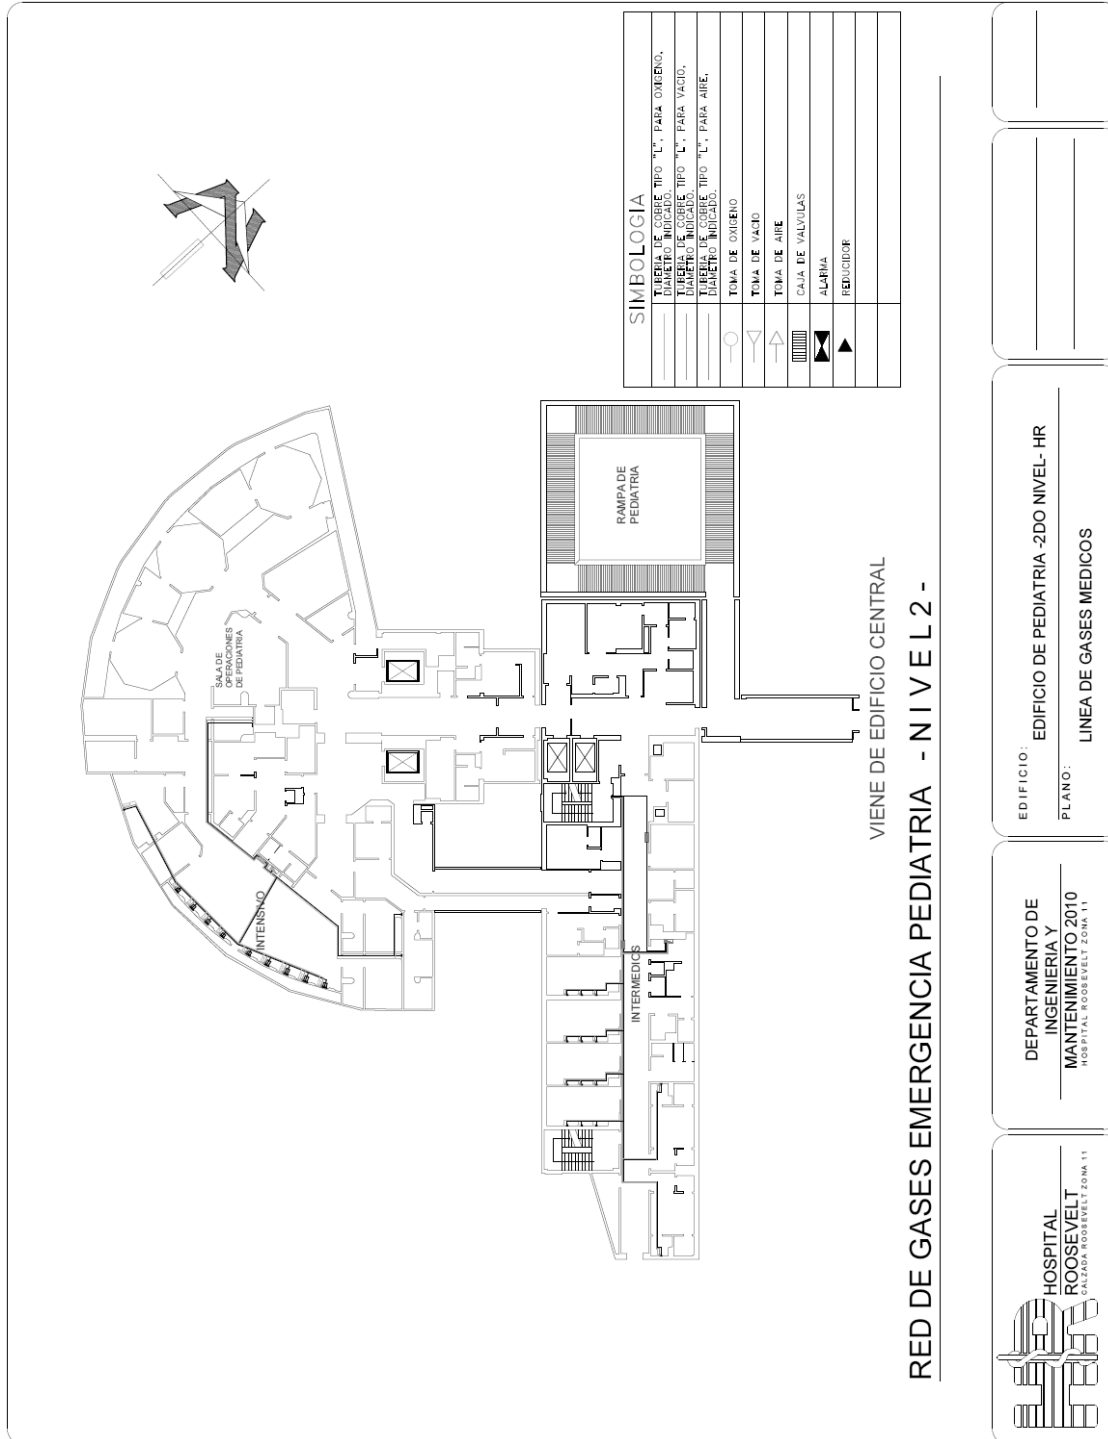 SIMBOLOGIA
TUBERIA DE COBRE TIPO "L", PARA OXIGENO,
DIAMETRO INDICADO.
TUBERIA DE COBRE TIPO "L", PARA VACIO,
DIAMETRO INDICADO.
TUBERIA DE COBRE TIPO "L", PARA AIRE,
DIAMETRO INDICADO.
TOMA DE OXIGENO
TOMA DE VACIO
TOMA DE AIRE
CAJA DE VALVULAS
ALARMA
REDUCIDOR
SALA DE
OPERACIONES
DE PEDIATRIA
INTENSIVO
RAMPA DE
PEDIATRIA
INTERMEDIOS
VIENE DE EDIFICIO CENTRAL
RED DE GASES EMERGENCIA PEDIATRIA - N I V E L 2 -
HOSPITAL
ROOSEVELT
CALZADA ROOSEVELT ZONA 11
DEPARTAMENTO DE
INGENIERIA Y
MANTENIMIENTO 2010
HOSPITAL ROOSEVELT ZONA 11
EDIFICIO:
EDIFICIO DE PEDIATRIA -2DO NIVEL- HR
PLANO:
LINEA DE GASES MEDICOS